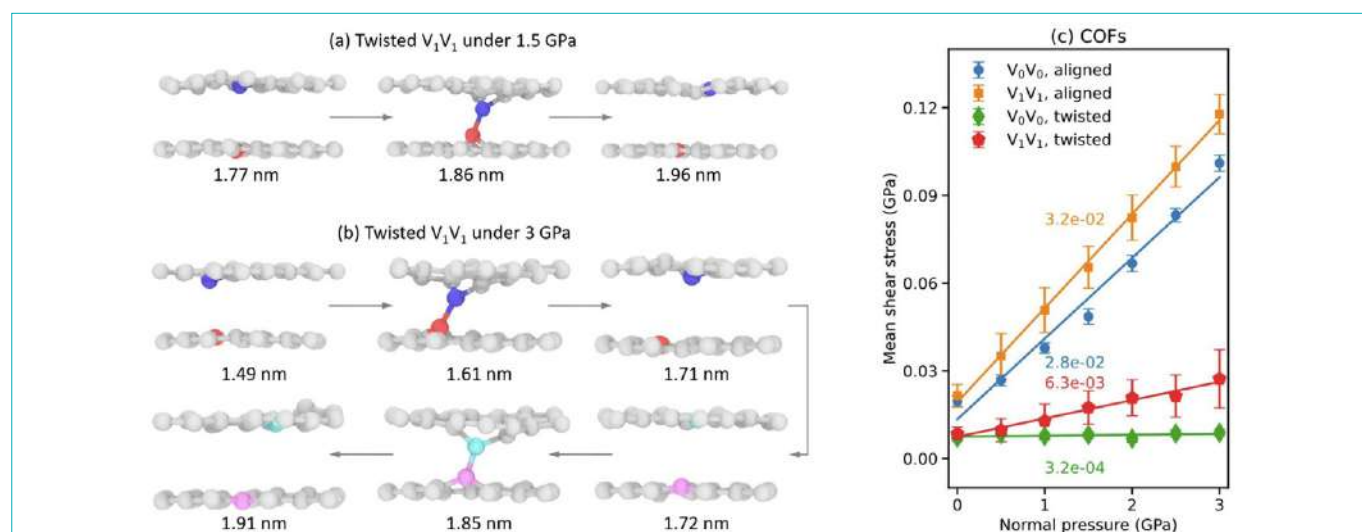 (a) Twisted V₁V₁ under 1.5 GPa
1.77 nm 1.86 nm 1.96 nm
(b) Twisted V₁V₁ under 3 GPa
1.49 nm 1.61 nm 1.71 nm
1.91 nm 1.85 nm 1.72 nm
(c) COFs
V₀V₀, aligned
V₁V₁, aligned
V₀V₀, twisted
V₁V₁, twisted
Mean shear stress (GPa)
0.12
0.09
0.06
0.03
0.00
3.2e-02
2.8e-02
6.3e-03
3.2e-04
0 1 2 3
Normal pressure (GPa)